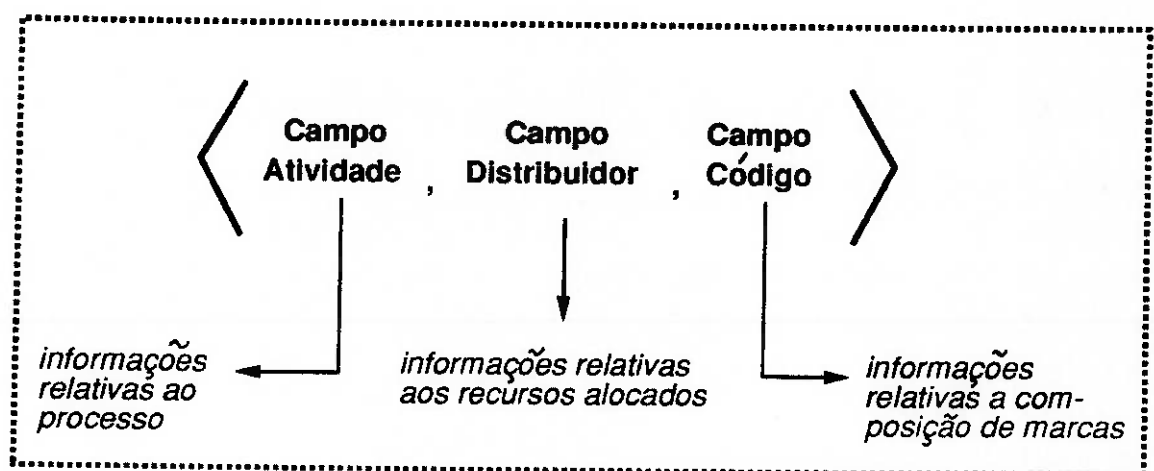 Campo
Atividade ,
Campo
Distribuidor ,
Campo
Código
informações
relativas ao
processo
informações relativas
aos recursos alocados
informações
relativas a com-
posição de marcas